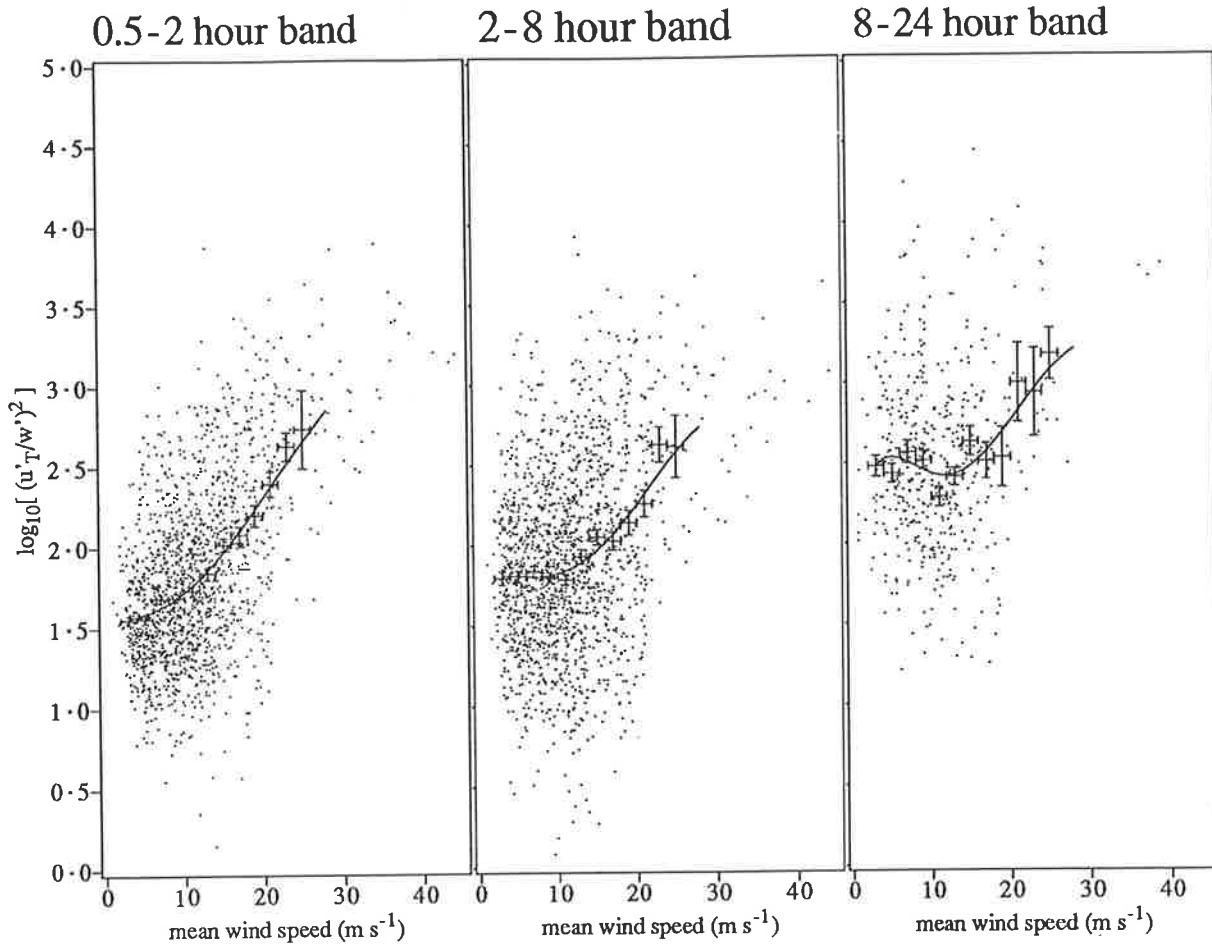 0.5-2 hour band
2-8 hour band
8-24 hour band
log10[ (u'T/w')2 ]
5·0
4·5
4·0
3·5
3·0
2·5
2·0
1·5
1·0
0·5
0·0
0 10 20 30 40
0 10 20 30 40
0 10 20 30 40
mean wind speed (m s-1)
mean wind speed (m s-1)
mean wind speed (m s-1)